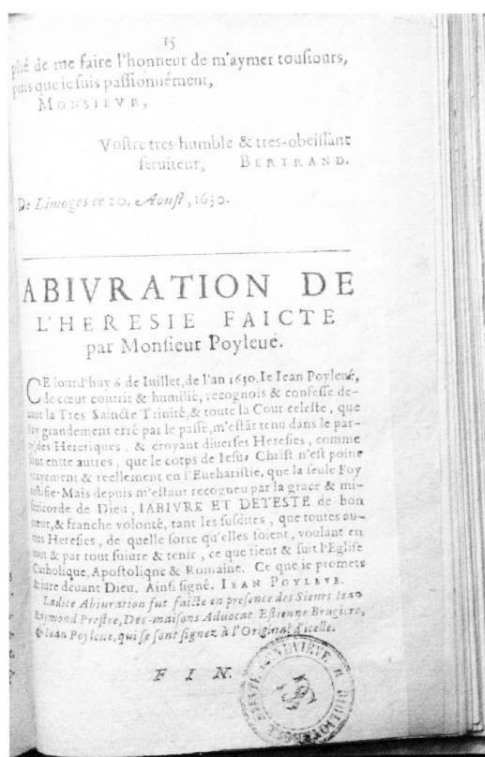 15
plié de me faire l'honneur de m'aymer tousiours,
puis que ie suis passionnément,
MONSIEVR,
Vostre tres humble & tres-obeissant
seruiteur, BERTRAND.
De Limoges ce 20. Aoust, 1630.
ABIVRATION DE
L'HERESIE FAICTE
par Monsieur Poyleué.
CE iourd'huy 6 de Iuillet, de l'an 1630. Ie Iean Poyleué,
de cœur contrit & humilié, recognois & confesse de-
uant la Tres Saincte Trinité, & toute la Cour celeste, que
grandement erré par le passé, m'estāt tenu dans le par-
des Heretiques, & croyant diuerses Heresies, comme
sont entre autres, que le corps de Iesus Christ n'est point
vrayment & reellement en l'Eucharistie, que la seule Foy
iustifie. Mais depuis m'estant recogneu par la grace & mi-
sericorde de Dieu, IABIVRE ET DETESTE de bon
cœur, & franche volonté, tant les susdites, que toutes au-
tres Heresies, de quelle sorte qu'elles soient, voulant en
tout & par tout suiure & tenir, ce que tient & suit l'Eglise
Catholique, Apostolique & Romaine. Ce que ie promets
& iure deuant Dieu. Ainsi signé. IEAN POYLEVE.
Ladite Abiuration fut faicte en presence des Sieurs Iean
Raymond Prestre, Des-maisons Aduocat Estienne Brugiere,
& Iean Poyleué, qui se sont signez à l'Original d'icelle.
FIN.